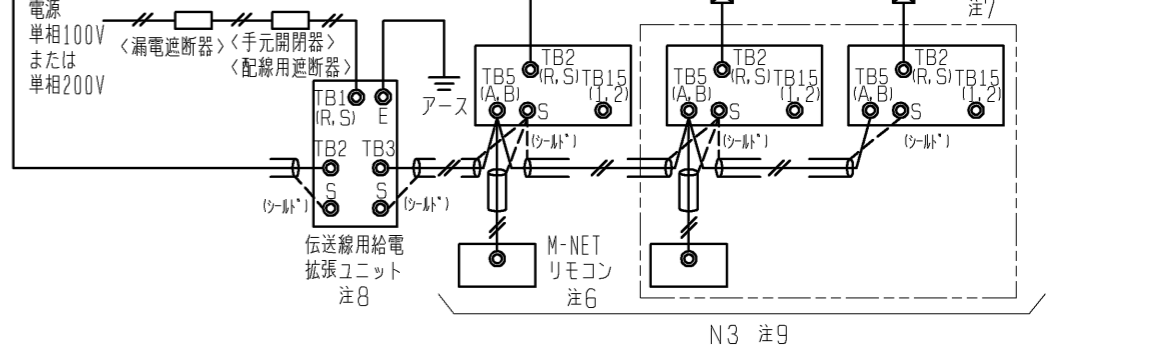 電源
単相100V
または
単相200V
〈漏電遮断器〉
〈手元開閉器〉
〈配線用遮断器〉
アース
TB1
(R,S)
E
TB2
TB3
S
S
(ｼｰﾙﾄﾞ)
(ｼｰﾙﾄﾞ)
伝送線用給電
拡張ユニット
注8
TB2
(R,S)
TB5
(A,B)
TB15
(1,2)
S
(ｼｰﾙﾄﾞ)
M-NET
リモコン
注6
TB2
(R,S)
TB5
(A,B)
TB15
(1,2)
S
(ｼｰﾙﾄﾞ)
注7
TB2
(R,S)
TB5
(A,B)
TB15
(1,2)
S
(ｼｰﾙﾄﾞ)
N3 注9